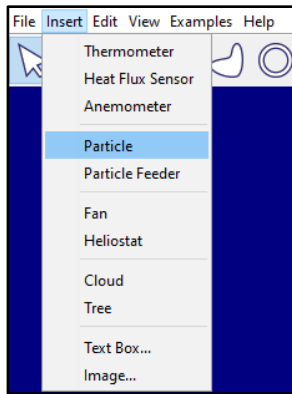 File Insert Edit View Examples Help
Thermometer
Heat Flux Sensor
Anemometer
Particle
Particle Feeder
Fan
Heliostat
Cloud
Tree
Text Box...
Image...